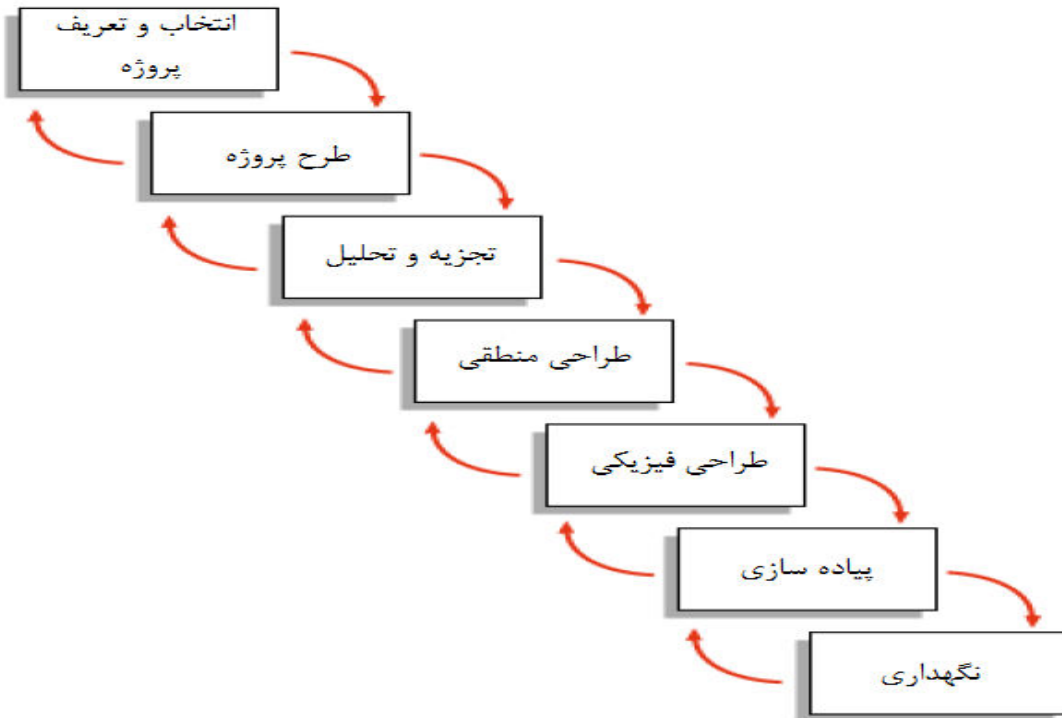 انتخاب و تعریف
پروژه
طرح پروژه
تجزیه و تحلیل
طراحی منطقی
طراحی فیزیکی
پیاده سازی
نگهداری